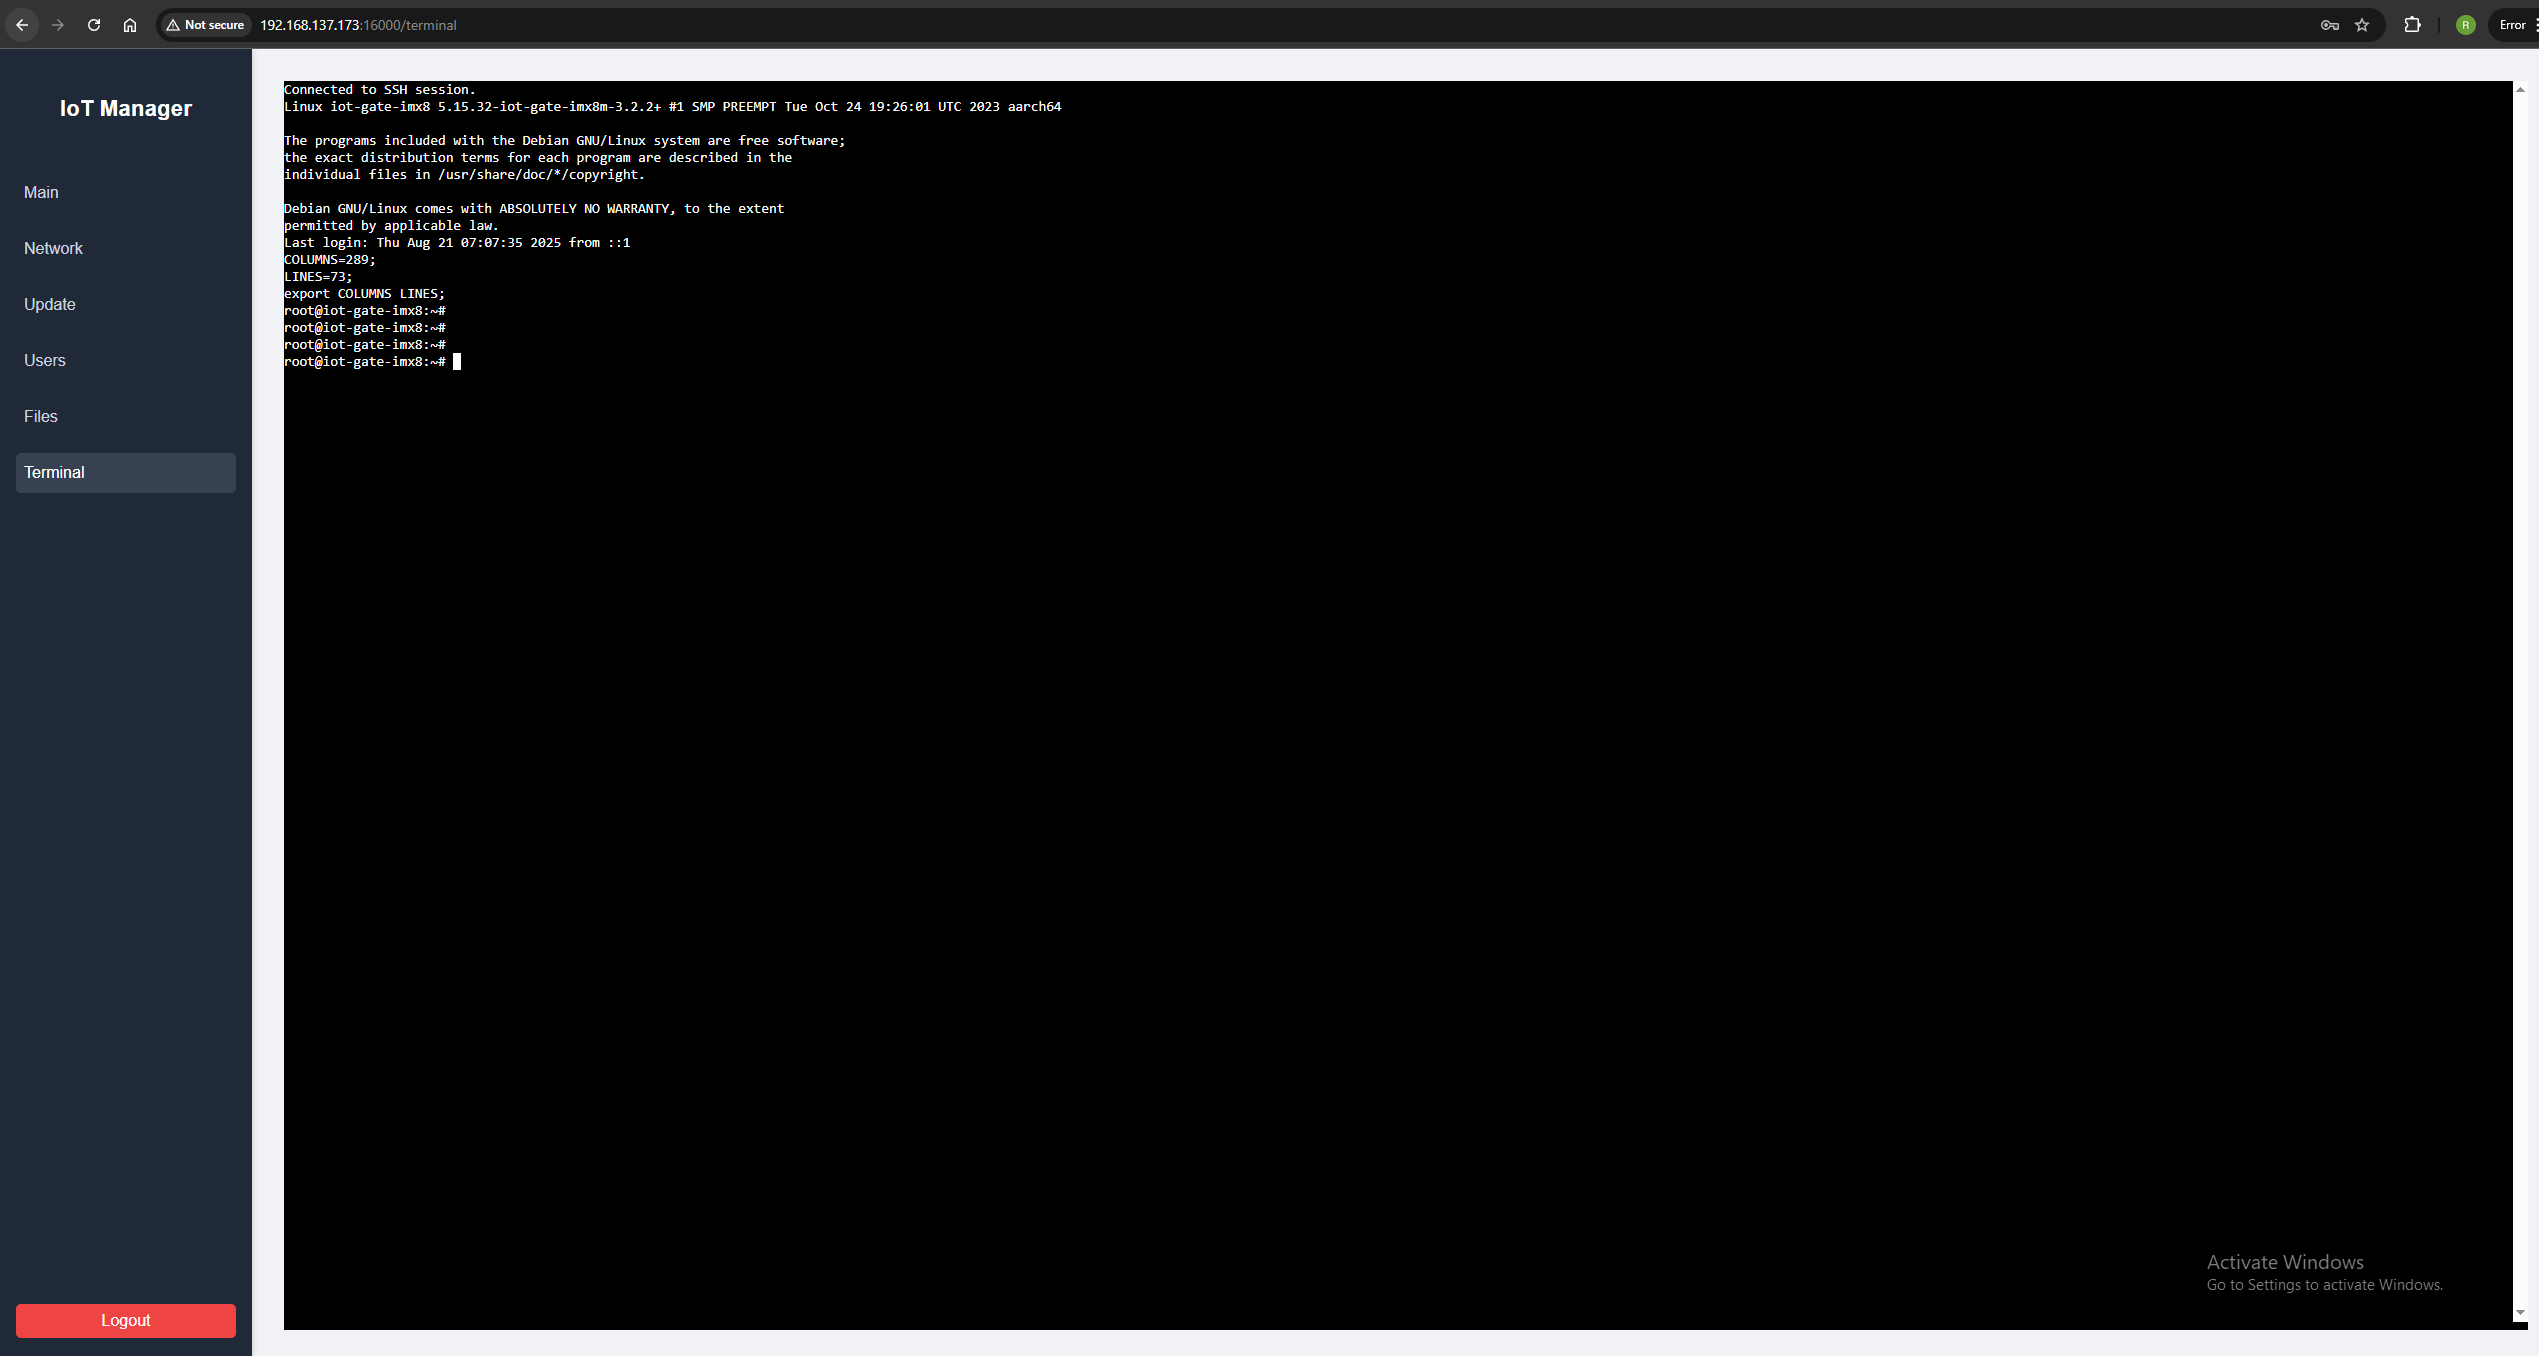 Not secure 192.168.137.173:16000/terminal
R
Error
IoT Manager
Main
Network
Update
Users
Files
Terminal
Logout
Connected to SSH session.
Linux iot-gate-imx8 5.15.32-iot-gate-imx8m-3.2.2+ #1 SMP PREEMPT Tue Oct 24 19:26:01 UTC 2023 aarch64
The programs included with the Debian GNU/Linux system are free software;
the exact distribution terms for each program are described in the
individual files in /usr/share/doc/*/copyright.
Debian GNU/Linux comes with ABSOLUTELY NO WARRANTY, to the extent
permitted by applicable law.
Last login: Thu Aug 21 07:07:35 2025 from ::1
COLUMNS=289;
LINES=73;
export COLUMNS LINES;
root@iot-gate-imx8:~#
root@iot-gate-imx8:~#
root@iot-gate-imx8:~#
root@iot-gate-imx8:~#
Activate Windows
Go to Settings to activate Windows.